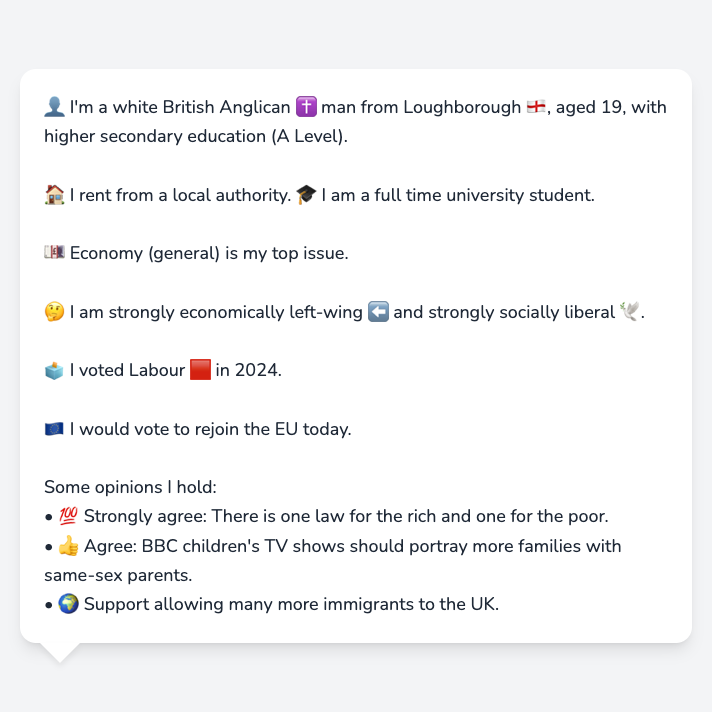 👤 I'm a white British Anglican ✝️ man from Loughborough 🏴󠁧󠁢󠁥󠁮󠁧󠁿, aged 19, with
higher secondary education (A Level).
🏠 I rent from a local authority. 🎓 I am a full time university student.
💷 Economy (general) is my top issue.
🤔 I am strongly economically left-wing ⬅️ and strongly socially liberal 🕊️.
🗳️ I voted Labour 🟥 in 2024.
🇪🇺 I would vote to rejoin the EU today.
Some opinions I hold:
• 💯 Strongly agree: There is one law for the rich and one for the poor.
• 👍 Agree: BBC children's TV shows should portray more families with
same-sex parents.
• 🌍 Support allowing many more immigrants to the UK.